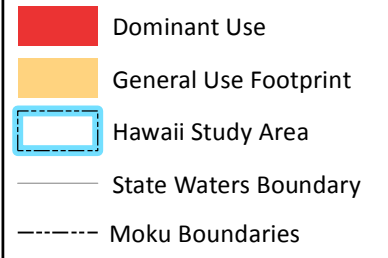 Dominant Use
General Use Footprint
Hawaii Study Area
State Waters Boundary
Moku Boundaries